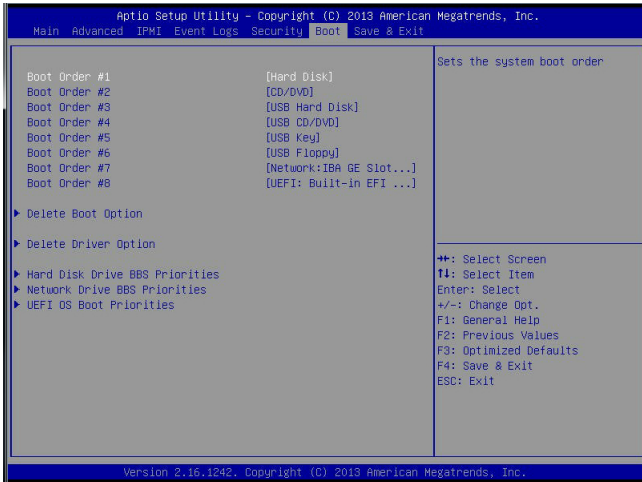 Aptio Setup Utility – Copyright (C) 2013 American Megatrends, Inc.
Main Advanced IPMI Event Logs Security Boot Save & Exit
Boot Order #1 [Hard Disk]
Boot Order #2 [CD/DVD]
Boot Order #3 [USB Hard Disk]
Boot Order #4 [USB CD/DVD]
Boot Order #5 [USB Key]
Boot Order #6 [USB Floppy]
Boot Order #7 [Network:IBA GE Slot...]
Boot Order #8 [UEFI: Built-in EFI ...]
Delete Boot Option
Delete Driver Option
Hard Disk Drive BBS Priorities
Network Drive BBS Priorities
UEFI OS Boot Priorities
Sets the system boot order
→←: Select Screen
↑↓: Select Item
Enter: Select
+/-: Change Opt.
F1: General Help
F2: Previous Values
F3: Optimized Defaults
F4: Save & Exit
ESC: Exit
Version 2.16.1242. Copyright (C) 2013 American Megatrends, Inc.